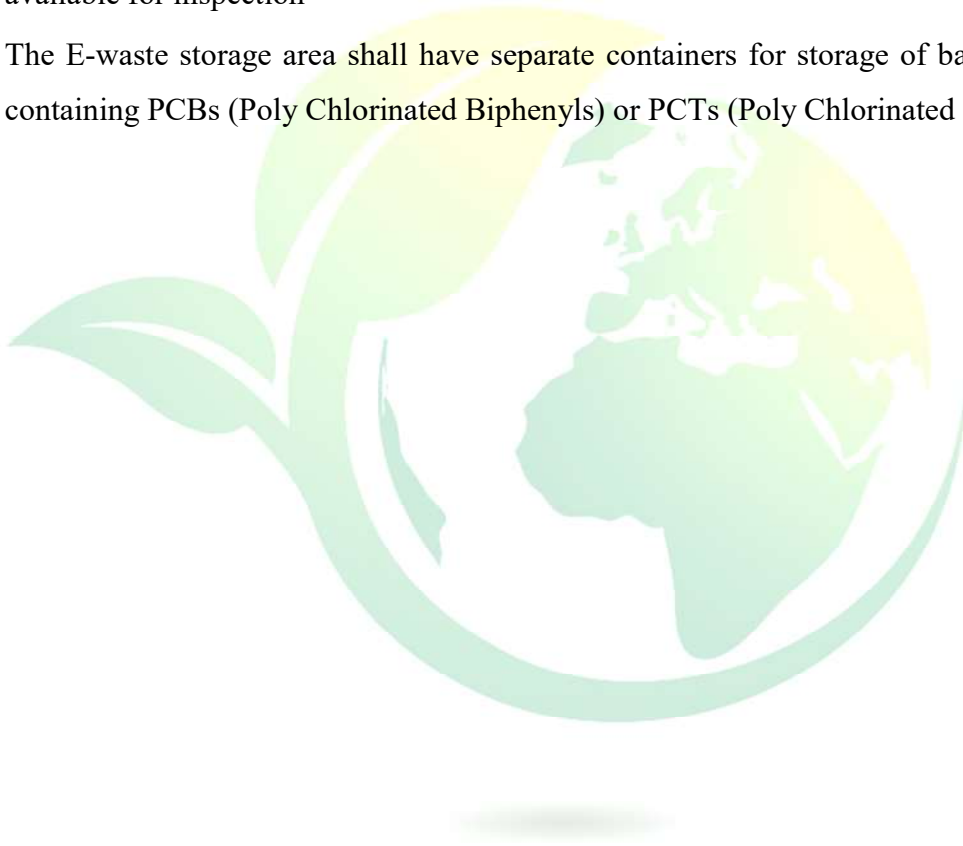 available for inspection
The E-waste storage area shall have separate containers for storage of ba
containing PCBs (Poly Chlorinated Biphenyls) or PCTs (Poly Chlorinated